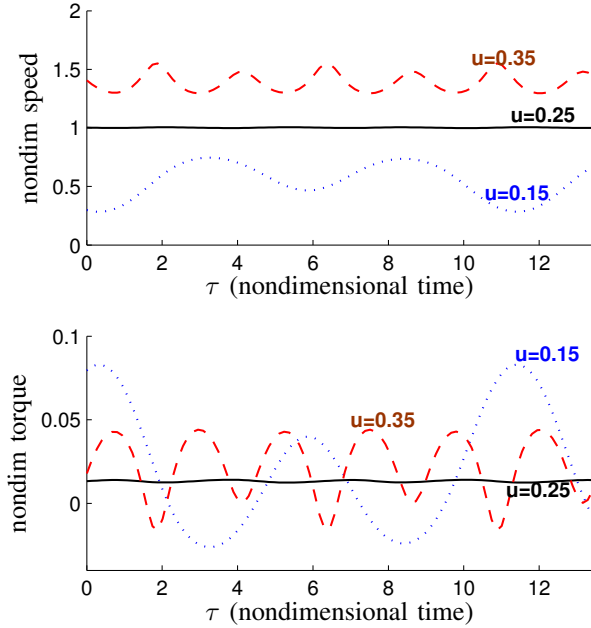 2
1.5
1
0.5
0
nondim speed
u=0.35
u=0.25
u=0.15
0 2 4 6 8 10 12
τ (nondimensional time)
0.1
0.05
0
nondim torque
u=0.15
u=0.35
u=0.25
0 2 4 6 8 10 12
τ (nondimensional time)